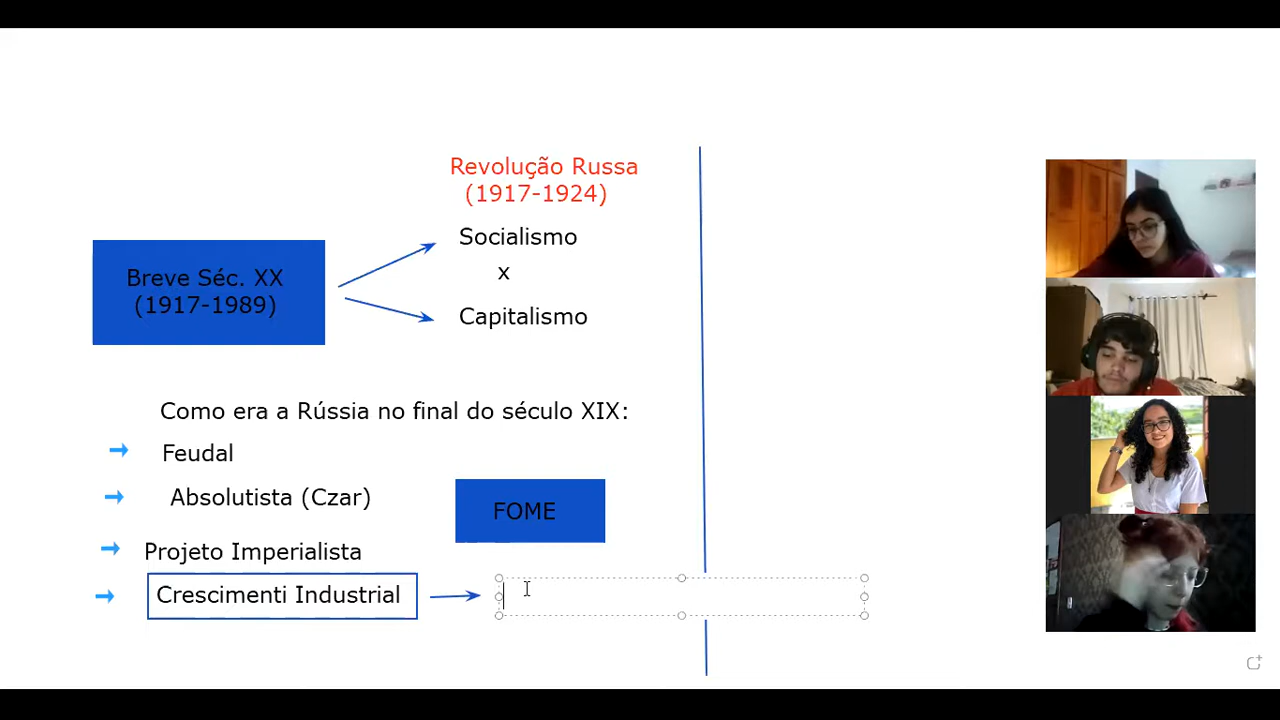 Revolução Russa
(1917-1924)
Socialismo
x
Capitalismo
Breve Séc. XX
(1917-1989)
Como era a Rússia no final do século XIX:
Feudal
Absolutista (Czar)
FOME
Projeto Imperialista
Crescimenti Industrial